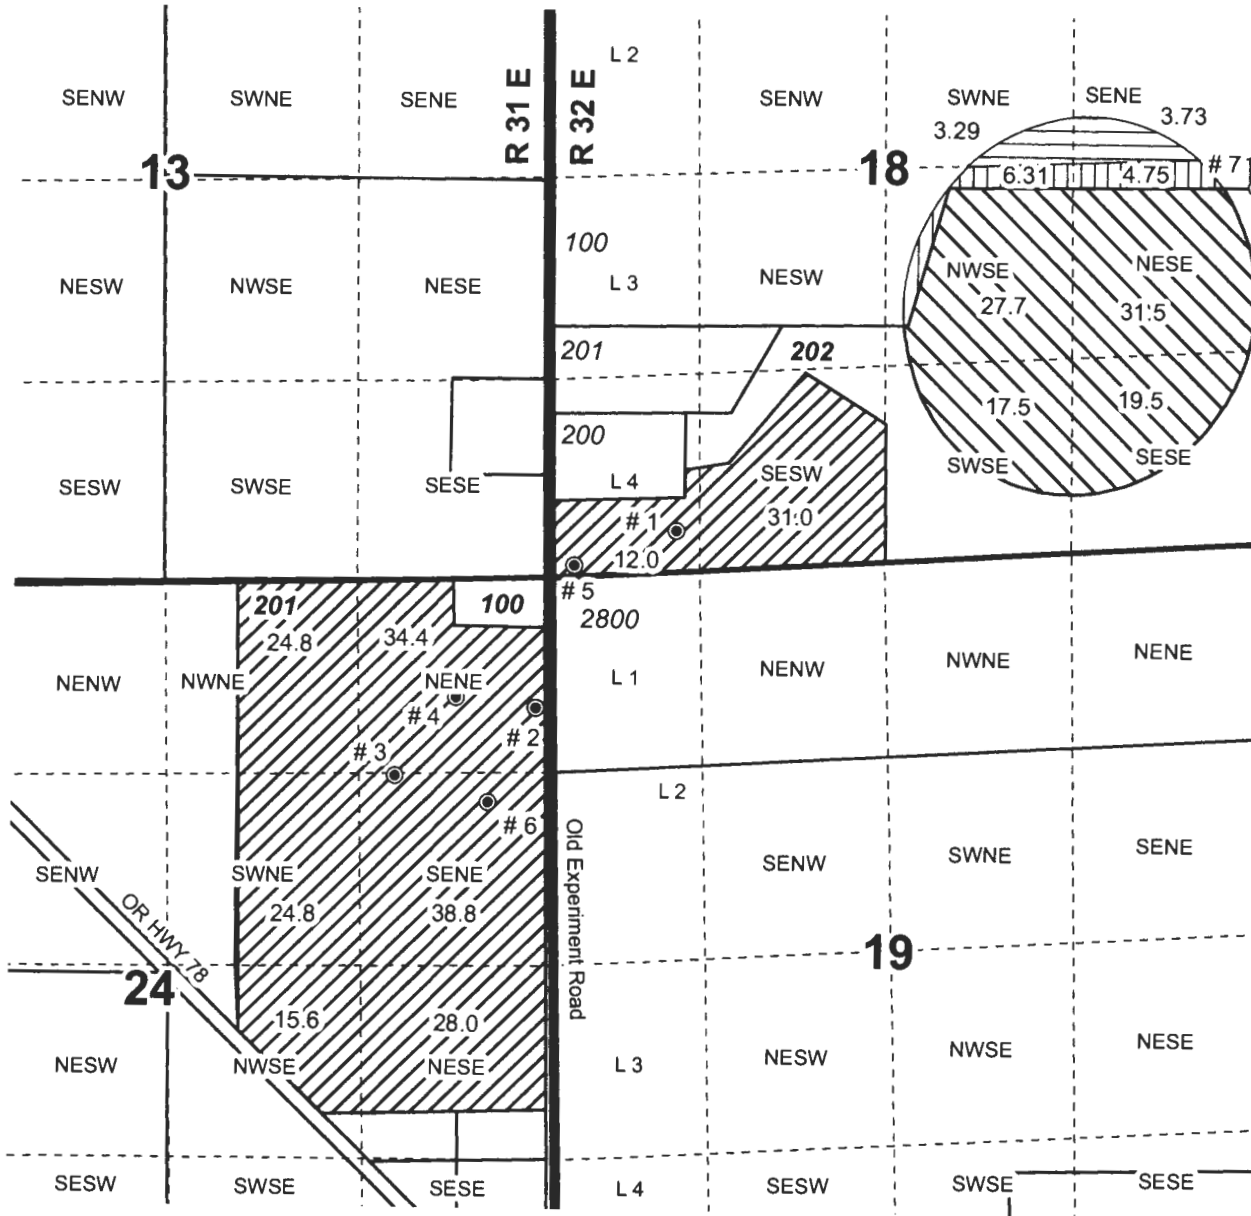 L 2
R 31 E
R 32 E
SENW
SWNE
SENE
SENW
SWNE
SENE
3.29
3.73
13
18
6.31
4.75
# 7
100
NESW
NWSE
NESE
L 3
NESW
NWSE
NESE
27.7
31.5
201
202
17.5
19.5
200
SESW
SWSE
SESE
L 4
SESW
SWSE
SESE
# 1
31.0
12.0
# 5
201
100
2800
24.8
34.4
NENW
NWNE
NENE
L 1
NENW
NWNE
NENE
# 4
# 2
# 3
L 2
# 6
Old Experiment Road
SENW
SWNE
SENE
SENW
SWNE
SENE
OR HWY 78
24.8
38.8
19
24
15.6
28.0
NESW
NWSE
NESE
L 3
NESW
NWSE
NESE
SESW
SWSE
SESE
L 4
SESW
SWSE
SESE